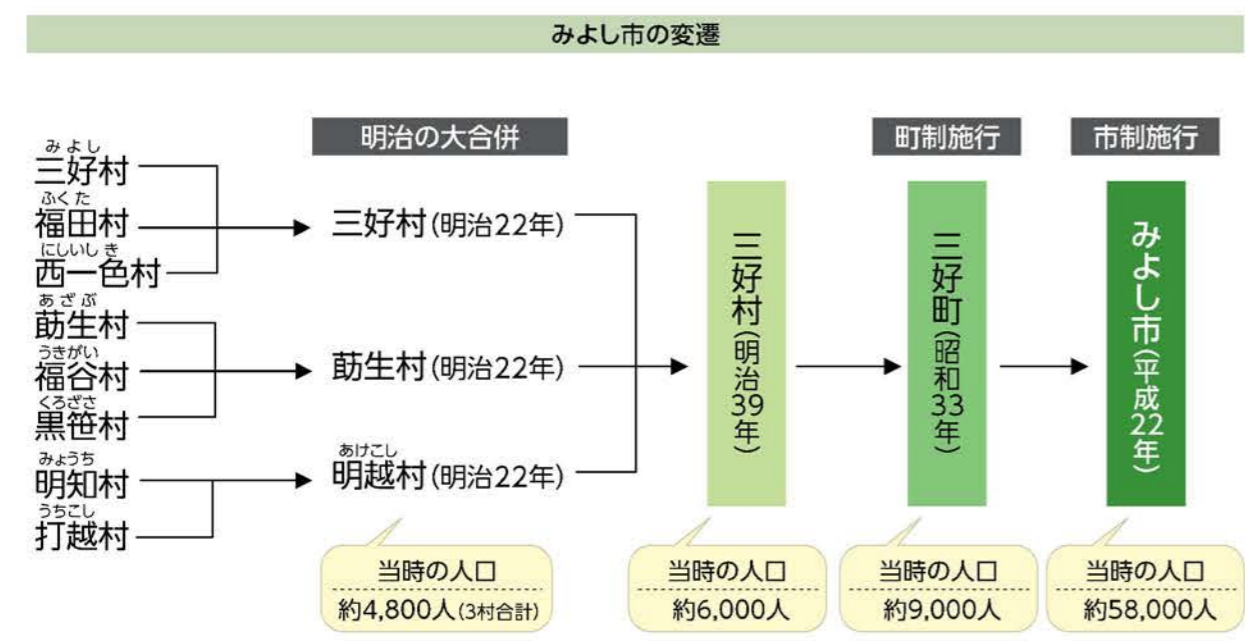 みよし市の変遷
明治の大合併
町制施行
市制施行
みよし
三好村
ふくた
福田村
にしいしき
西一色村
あざぶ
莇生村
うきがい
福谷村
くろざさ
黒笹村
みょうち
明知村
うちこし
打越村
三好村(明治22年)
莇生村(明治22年)
あけこし
明越村(明治22年)
三好村(明治39年)
三好町(昭和33年)
みよし市(平成22年)
当時の人口
約4,800人(3村合計)
当時の人口
約6,000人
当時の人口
約9,000人
当時の人口
約58,000人